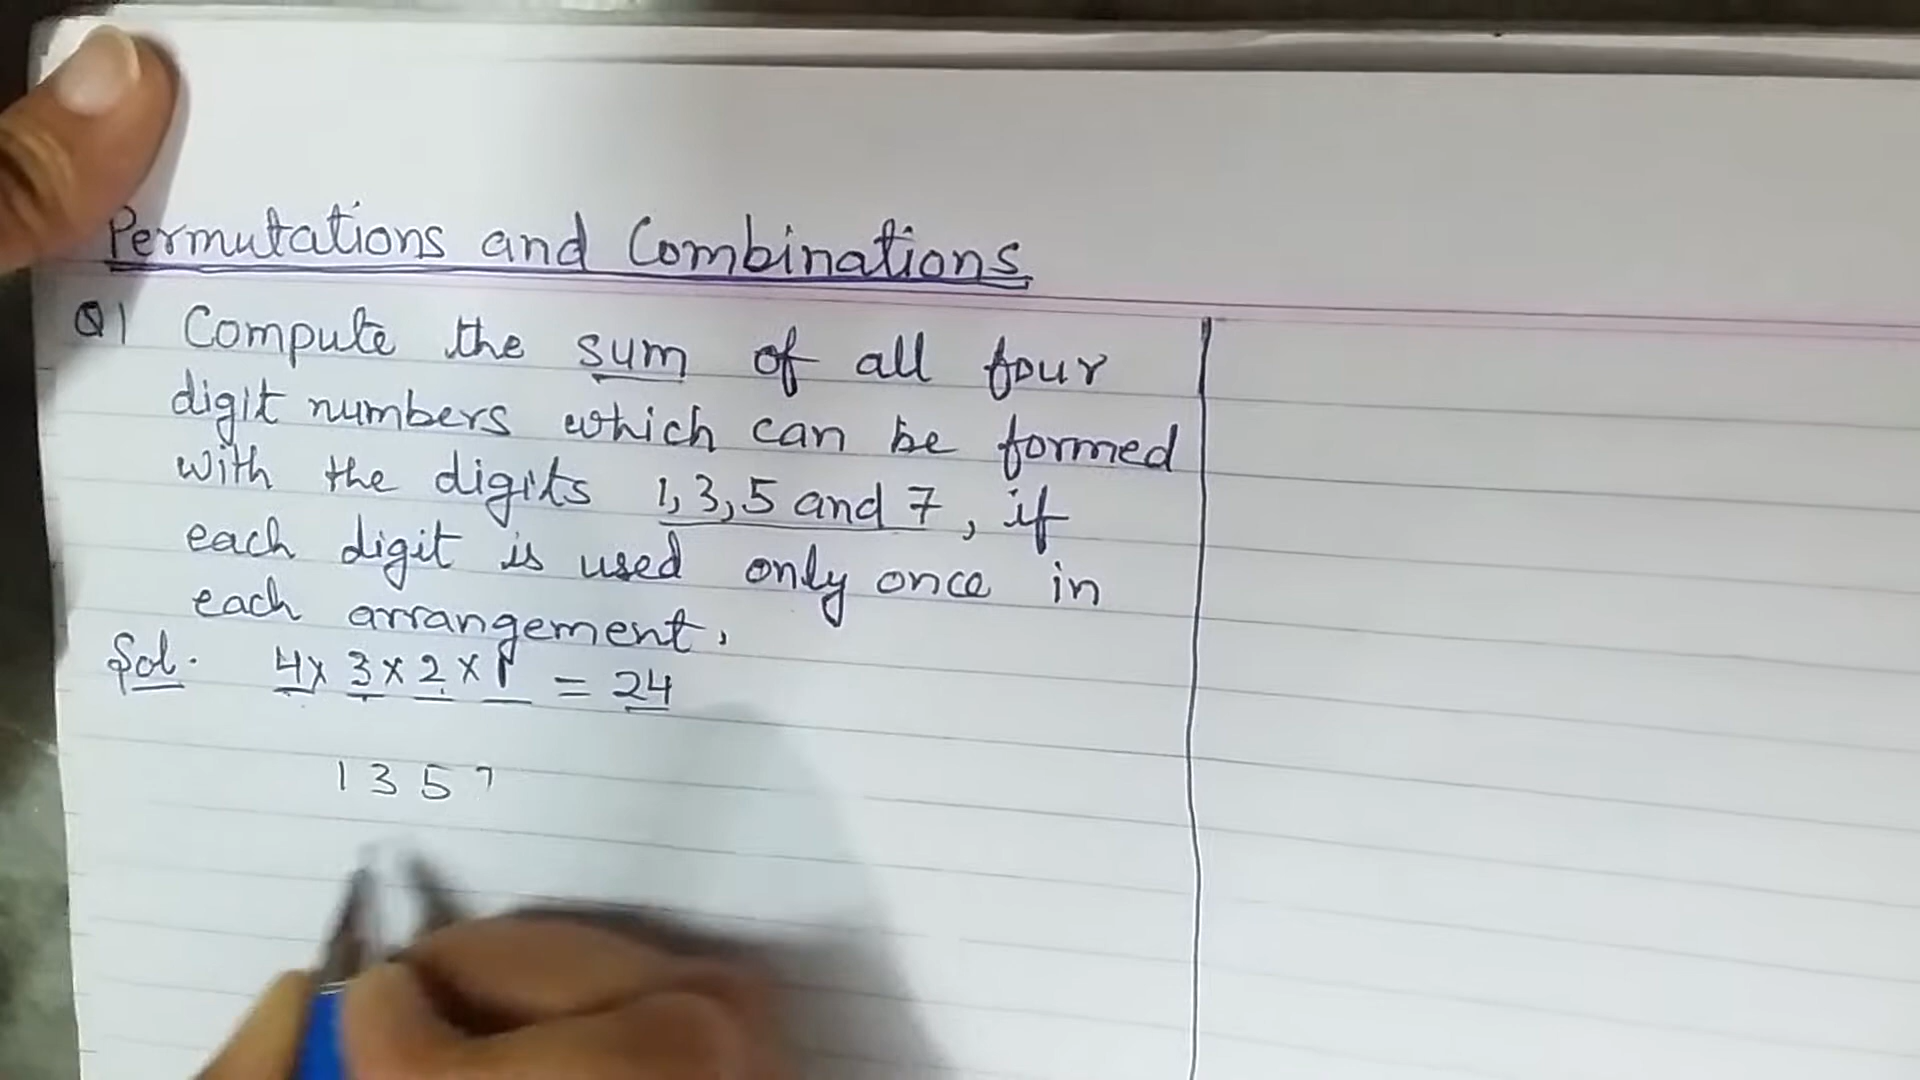 Permutations and Combinations
Q1 Compute the sum of all four
digit numbers which can be formed
with the digits 1, 3, 5 and 7, if
each digit is used only once in
each arrangement.
Sol. 4 x 3 x 2 x 1 = 24
1 3 5 7